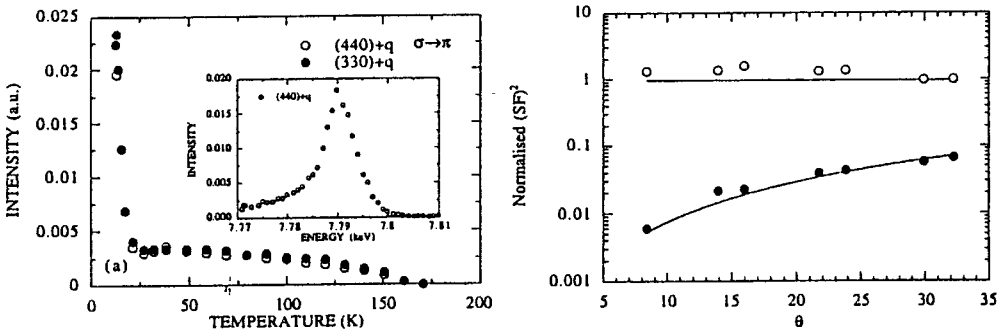 0.025
0.02
0.015
0.01
0.005
0
INTENSITY (a.u.)
(440)+q σ→π
(330)+q
0.020
0.015
0.010
0.005
0.000
INTENSITY
(440)+q
7.77 7.78 7.79 7.8 7.81
ENERGY (keV)
(a)
0 50 100 150 200
TEMPERATURE (K)
10
1
0.1
0.01
0.001
Normalised (SF)²
5 10 15 20 25 30 35
θ